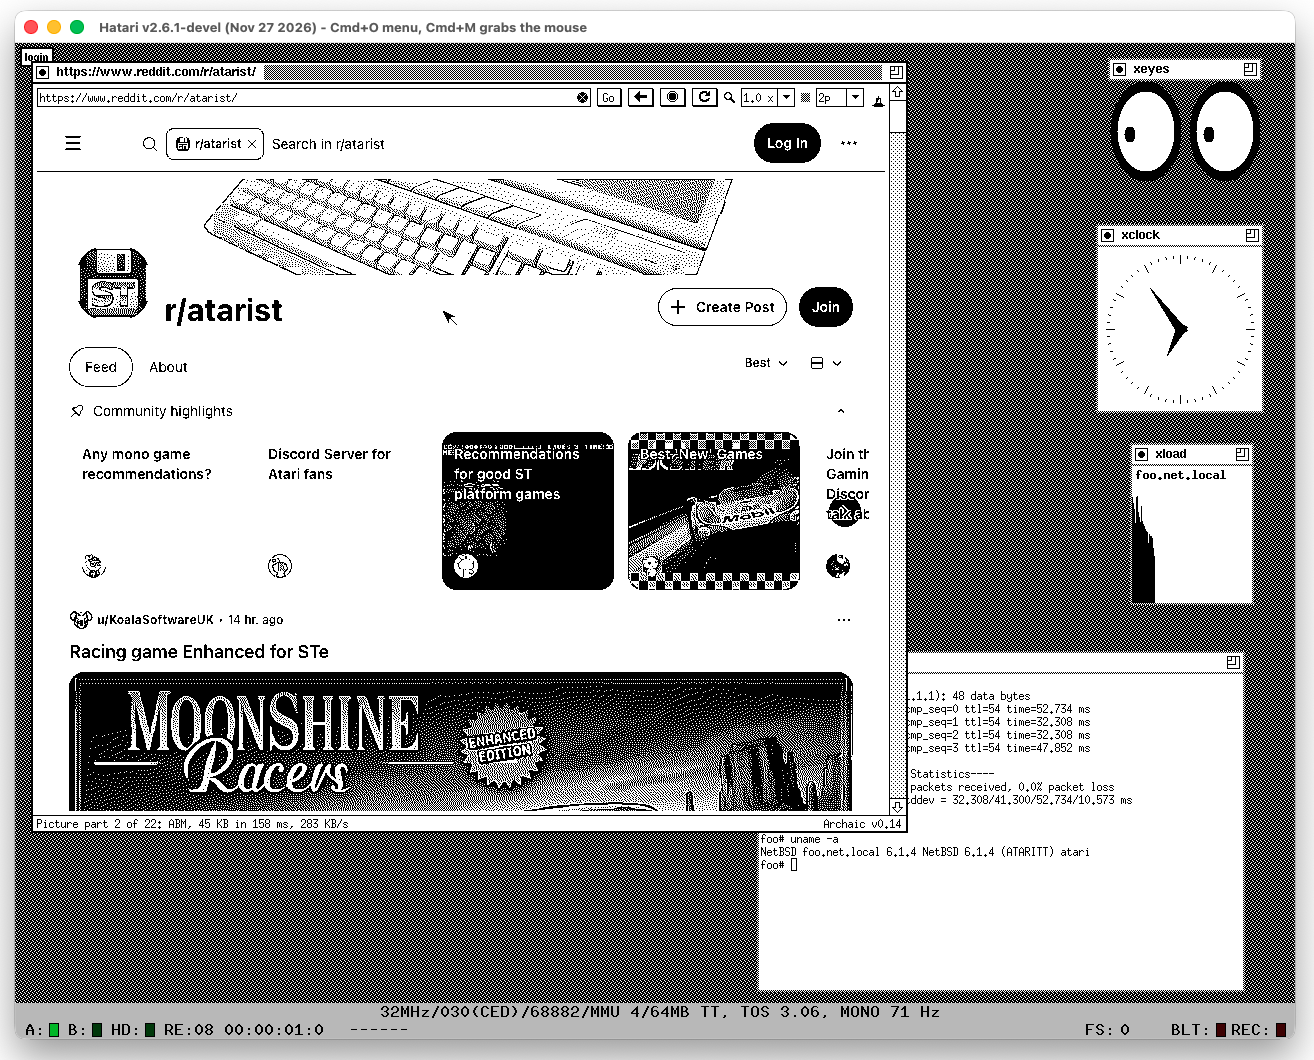 Hatari v2.6.1-devel (Nov 27 2026) - Cmd+O menu, Cmd+M grabs the mouse
login
https://www.reddit.com/r/atarist/
https://www.reddit.com/r/atarist/ Go 1.0 x 2p
r/atarist Search in r/atarist Log In
ST
r/atarist
Create Post Join
Feed About Best
Community highlights
Any mono game
recommendations?
Discord Server for
Atari fans
Recommendations
for good ST
platform games
Best 'New' Games
Mobil
Join th
Gamin
Discor
u/KoalaSoftwareUK · 14 hr. ago
Racing game Enhanced for STe
MOONSHINE
Racers
ENHANCED
EDITION
Picture part 2 of 22: ABM, 45 KB in 158 ms, 283 KB/s Archaic v0.14
xeyes
xclock
xload
foo.net.local
.1.1): 48 data bytes
mp_seq=0 ttl=54 time=52.734 ms
mp_seq=1 ttl=54 time=32.308 ms
mp_seq=2 ttl=54 time=32.308 ms
mp_seq=3 ttl=54 time=47.852 ms
Statistics----
packets received, 0.0% packet loss
ddev = 32.308/41.300/52.734/10.573 ms
foo# uname -a
NetBSD foo.net.local 6.1.4 NetBSD 6.1.4 (ATARITT) atari
foo#
32MHz/030(CED)/68882/MMU 4/64MB TT, TOS 3.06, MONO 71 Hz
A: B: HD: RE:08 00:00:01:0 ------ FS: 0 BLT: REC: